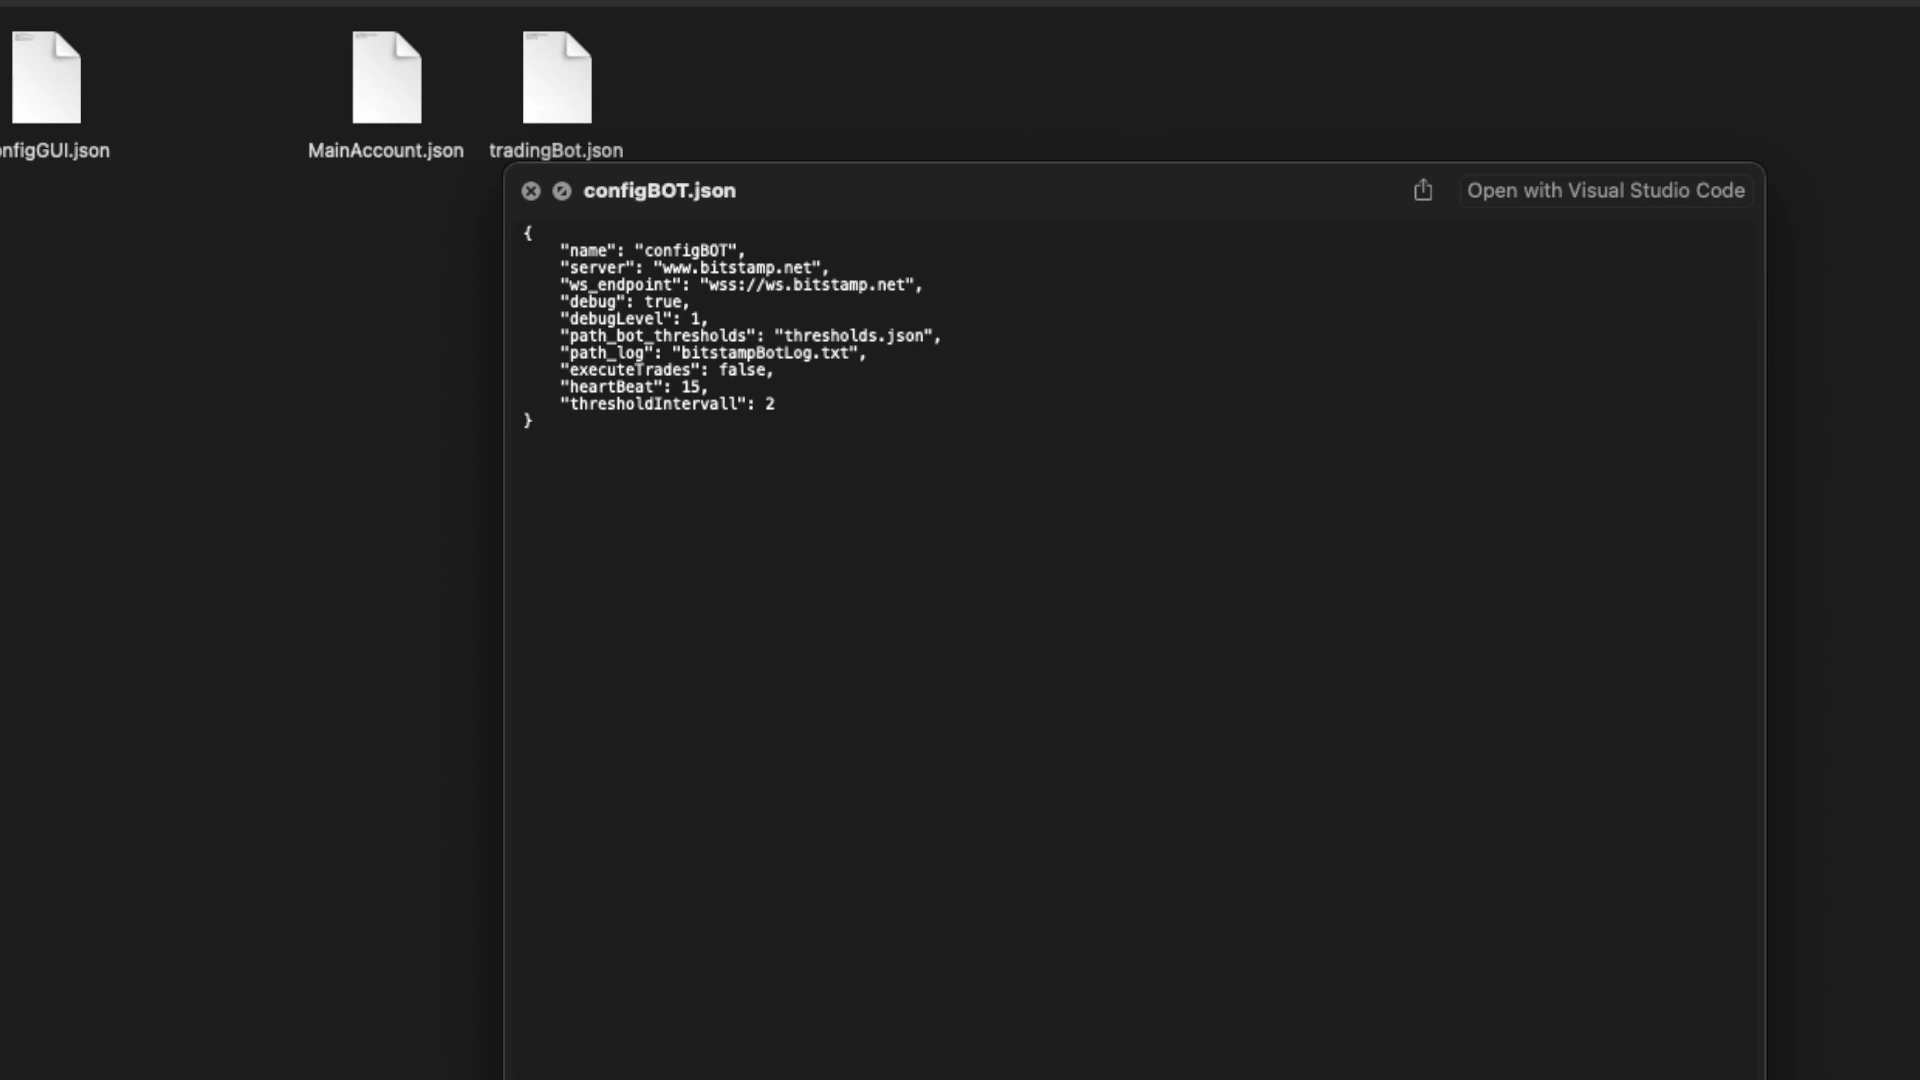 nfigGUI.json
MainAccount.json
tradingBot.json
configBOT.json
Open with Visual Studio Code
{
    "name": "configBOT",
    "server": "www.bitstamp.net",
    "ws_endpoint": "wss://ws.bitstamp.net",
    "debug": true,
    "debugLevel": 1,
    "path_bot_thresholds": "thresholds.json",
    "path_log": "bitstampBotLog.txt",
    "executeTrades": false,
    "heartBeat": 15,
    "thresholdIntervall": 2
}